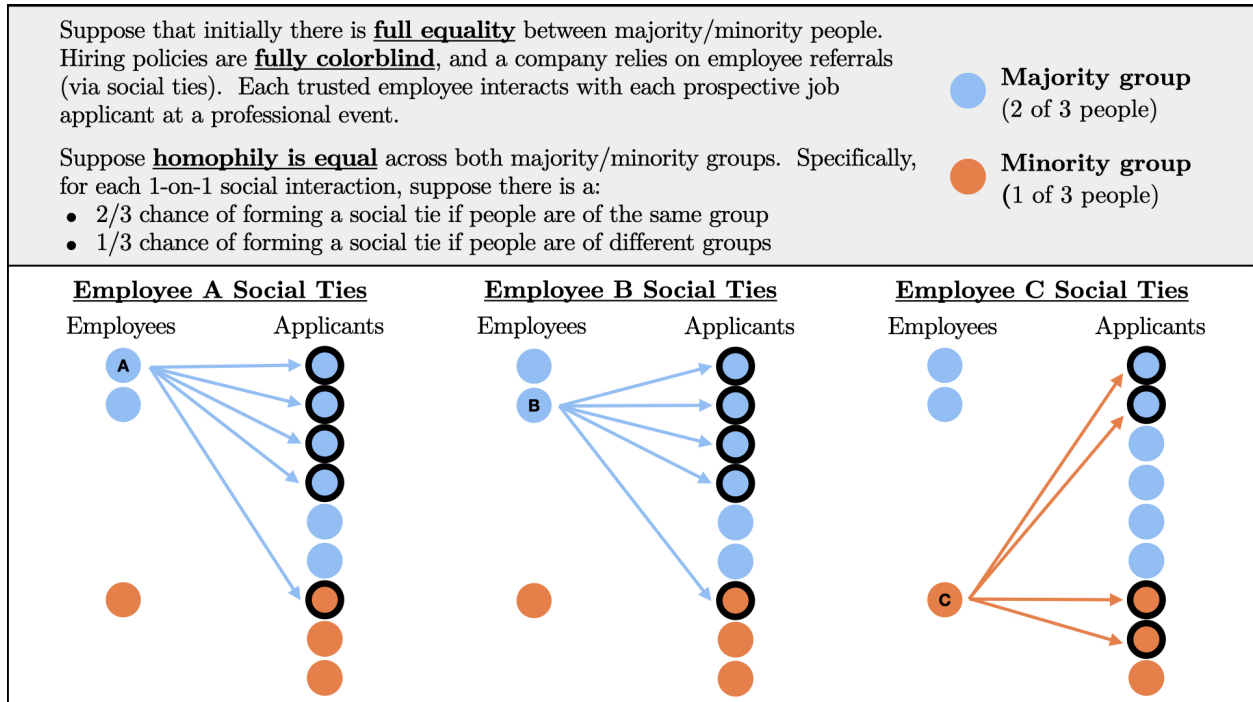 Suppose that initially there is full equality between majority/minority people.
Hiring policies are fully colorblind, and a company relies on employee referrals
(via social ties). Each trusted employee interacts with each prospective job
applicant at a professional event.
Suppose homophily is equal across both majority/minority groups. Specifically,
for each 1-on-1 social interaction, suppose there is a:
• 2/3 chance of forming a social tie if people are of the same group
• 1/3 chance of forming a social tie if people are of different groups
Majority group
(2 of 3 people)
Minority group
(1 of 3 people)
Employee A Social Ties
Employees Applicants
A
Employee B Social Ties
Employees Applicants
B
Employee C Social Ties
Employees Applicants
C